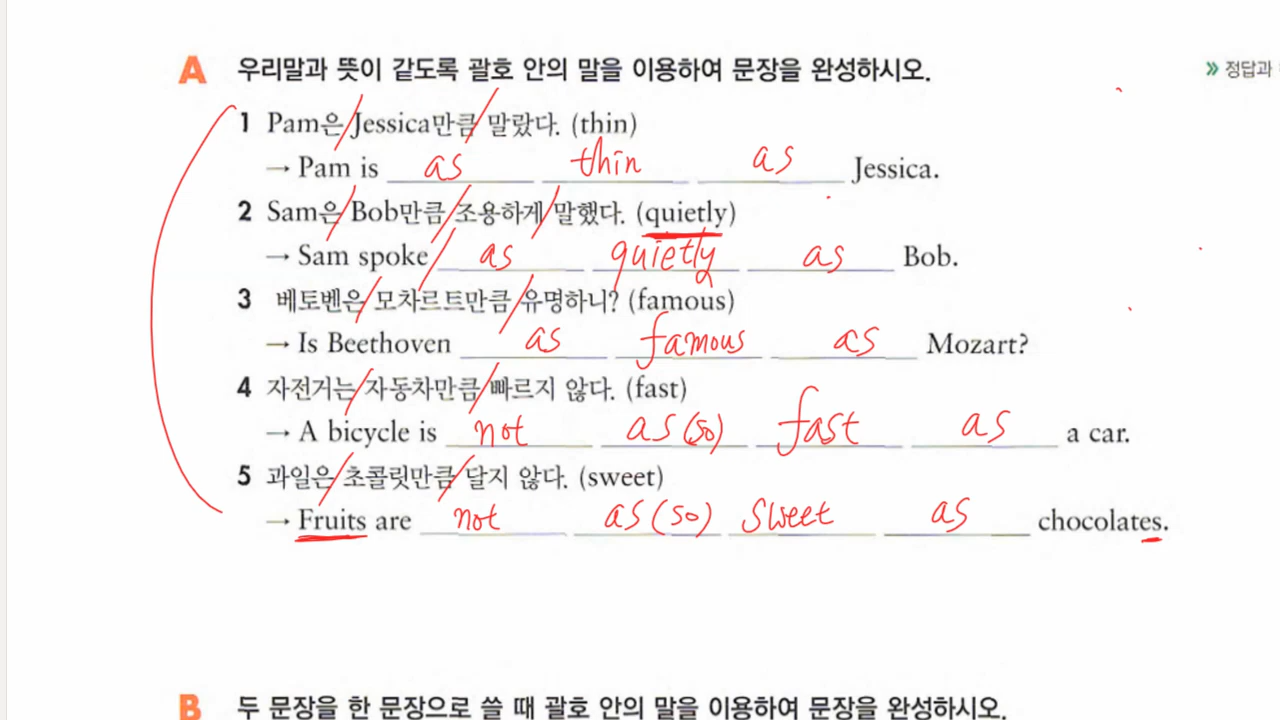 A 우리말과 뜻이 같도록 괄호 안의 말을 이용하여 문장을 완성하시오.
» 정답과
1 Pam은 Jessica만큼 말랐다. (thin)
→ Pam is as thin as Jessica.
2 Sam은 Bob만큼 조용하게 말했다. (quietly)
→ Sam spoke as quietly as Bob.
3 베토벤은 모차르트만큼 유명하니? (famous)
→ Is Beethoven as famous as Mozart?
4 자전거는 자동차만큼 빠르지 않다. (fast)
→ A bicycle is not as (so) fast as a car.
5 과일은 초콜릿만큼 달지 않다. (sweet)
→ Fruits are not as (so) sweet as chocolates.
B 두 문장을 한 문장으로 쓸 때 괄호 안의 말을 이용하여 문장을 완성하시오.